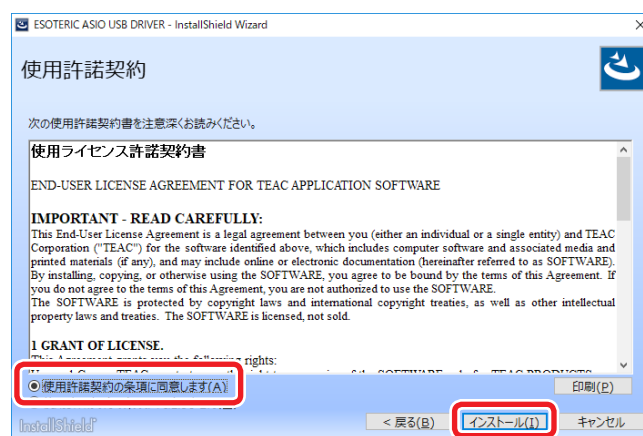 ESOTERIC ASIO USB DRIVER - InstallShield Wizard
使用許諾契約
次の使用許諾契約書を注意深くお読みください。
使用ライセンス許諾契約書
END-USER LICENSE AGREEMENT FOR TEAC APPLICATION SOFTWARE
IMPORTANT - READ CAREFULLY:
This End-User License Agreement is a legal agreement between you (either an individual or a single entity) and TEAC
Corporation ("TEAC") for the software identified above, which includes computer software and associated media and
printed materials (if any), and may include online or electronic documentation (hereinafter referred to as SOFTWARE).
By installing, copying, or otherwise using the SOFTWARE, you agree to be bound by the terms of this Agreement. If
you do not agree to the terms of this Agreement, you are not authorized to use the SOFTWARE.
The SOFTWARE is protected by copyright laws and international copyright treaties, as well as other intellectual
property laws and treaties. The SOFTWARE is licensed, not sold.
1 GRANT OF LICENSE.
This Agreement grants you the following rights:
使用許諾契約の条項に同意します(A)
印刷(P)
InstallShield
< 戻る(B)
インストール(I)
キャンセル